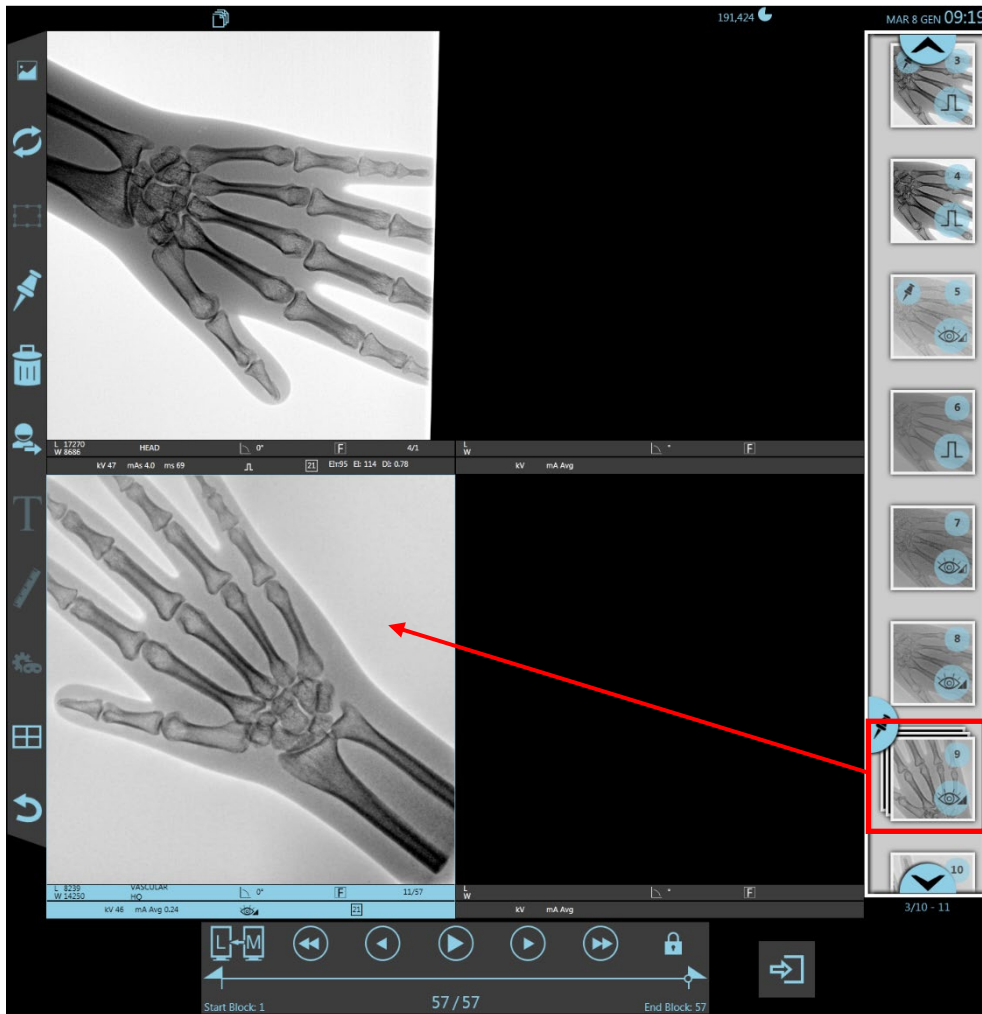 191,424
MAR 8 GEN 09:19
3
4
5
6
7
8
9
10
3/10 - 11
T
L 17270
W 8686
HEAD
0°
F
4/1
kV 47 mAs 4.0 ms 69
21
EIr:95 EI: 114 DI: 0.78
L
W
°
F
kV mA Avg
L 8239
W 14250
VASCULAR
HQ
0°
F
11/57
kV 46 mA Avg 0.24
21
L
W
°
F
kV mA Avg
L M
Start Block: 1
57/57
End Block: 57